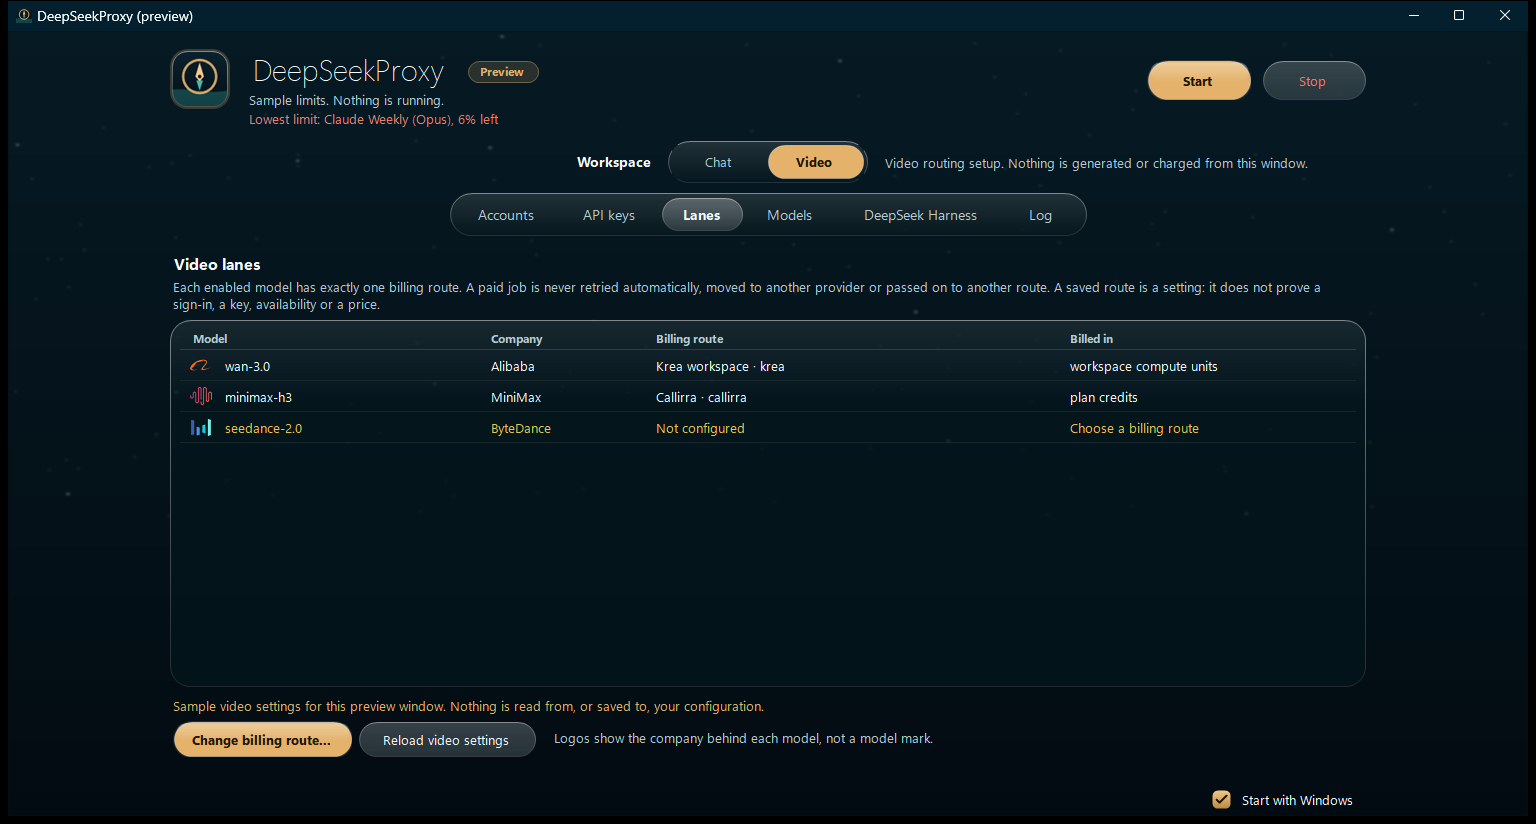 DeepSeekProxy (preview)
DeepSeekProxy
Preview
Sample limits. Nothing is running.
Lowest limit: Claude Weekly (Opus), 6% left
Start
Stop
Workspace
Chat
Video
Video routing setup. Nothing is generated or charged from this window.
Accounts
API keys
Lanes
Models
DeepSeek Harness
Log
Video lanes
Each enabled model has exactly one billing route. A paid job is never retried automatically, moved to another provider or passed on to another route. A saved route is a setting: it does not prove a
sign-in, a key, availability or a price.
Model Company Billing route Billed in
wan-3.0 Alibaba Krea workspace · krea workspace compute units
minimax-h3 MiniMax Callirra · callirra plan credits
seedance-2.0 ByteDance Not configured Choose a billing route
Sample video settings for this preview window. Nothing is read from, or saved to, your configuration.
Change billing route...
Reload video settings
Logos show the company behind each model, not a model mark.
Start with Windows